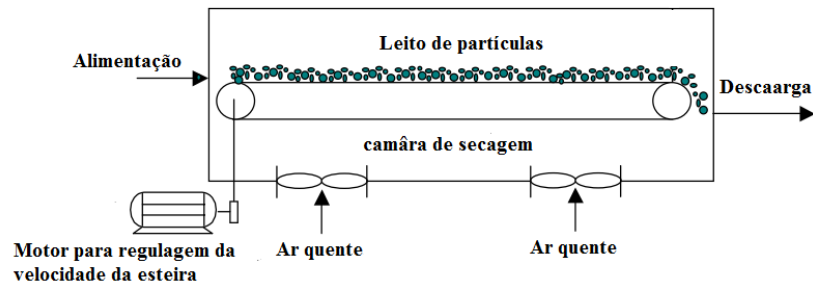 Leito de partículas
Alimentação
Descaarga
camâra de secagem
Motor para regulagem da
velocidade da esteira
Ar quente
Ar quente